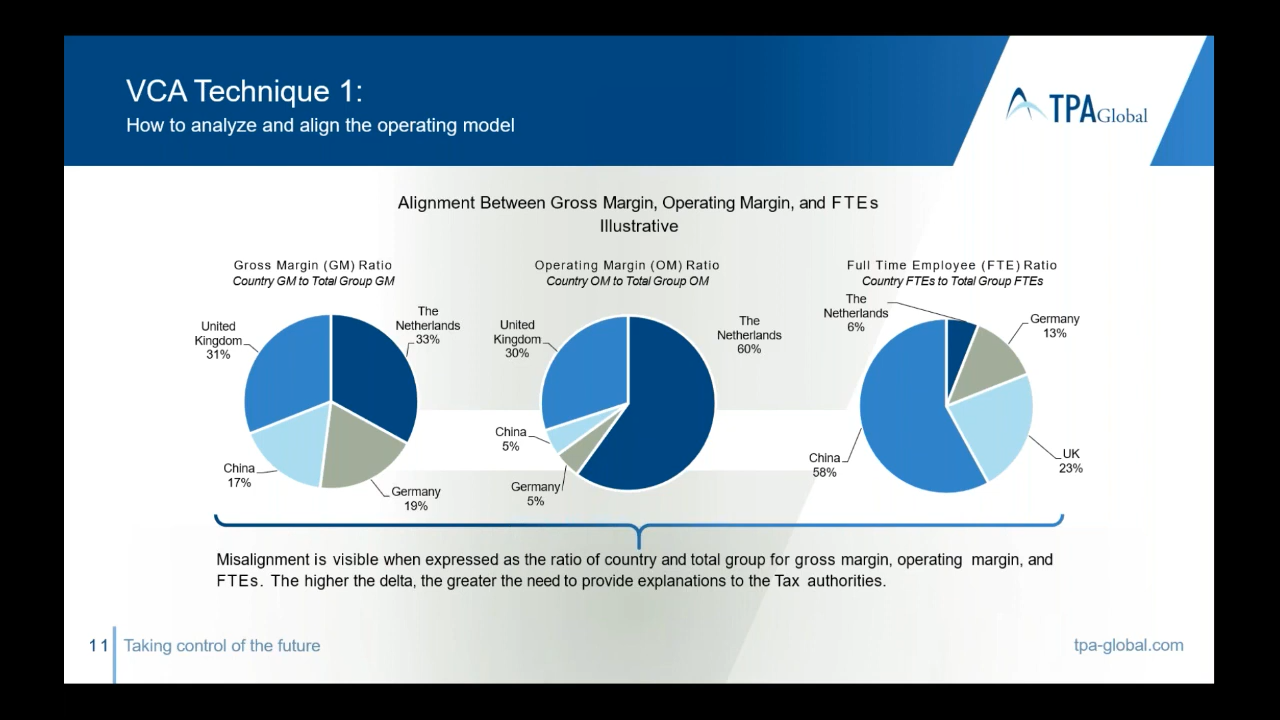 VCA Technique 1:
How to analyze and align the operating model
TPA Global
Alignment Between Gross Margin, Operating Margin, and FTEs
Illustrative
Gross Margin (GM) Ratio
Country GM to Total Group GM
The
Netherlands
33%
United
Kingdom
31%
China
17%
Germany
19%
Operating Margin (OM) Ratio
Country OM to Total Group OM
United
Kingdom
30%
The
Netherlands
60%
China
5%
Germany
5%
Full Time Employee (FTE) Ratio
Country FTEs to Total Group FTEs
The
Netherlands
6%
Germany
13%
China
58%
UK
23%
Misalignment is visible when expressed as the ratio of country and total group for gross margin, operating margin, and
FTEs. The higher the delta, the greater the need to provide explanations to the Tax authorities.
11 Taking control of the future
tpa-global.com